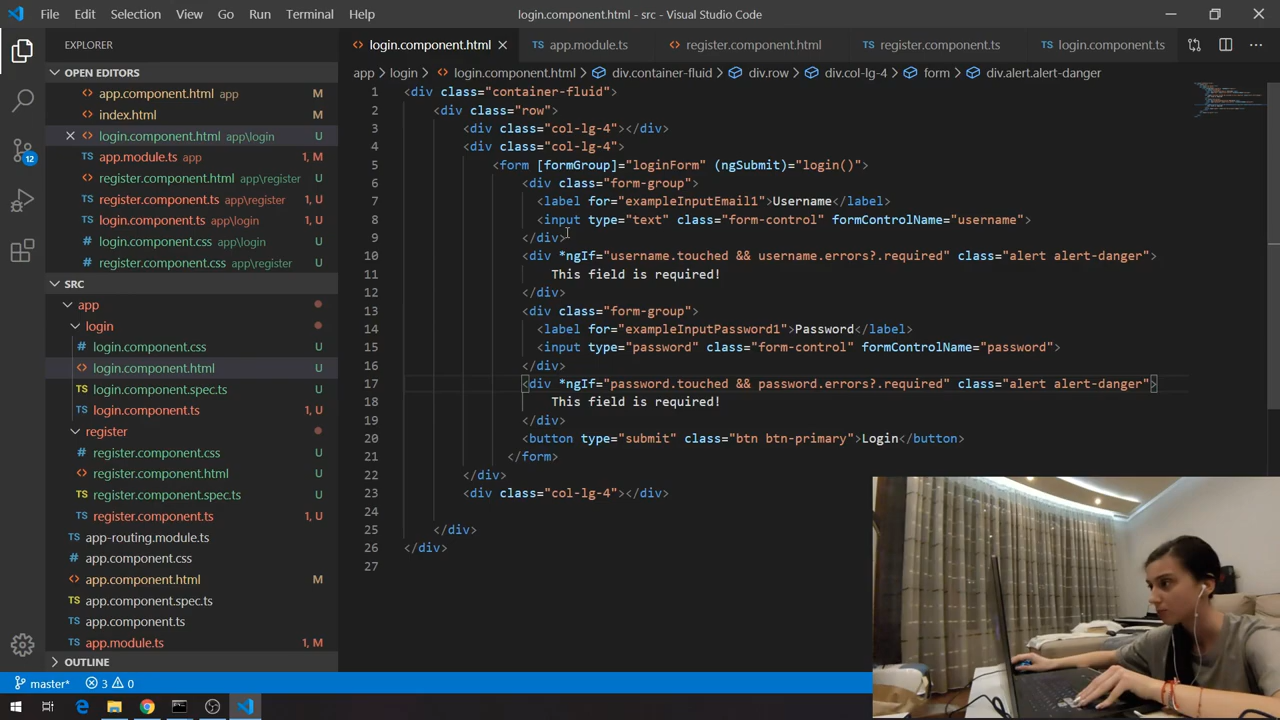 File Edit Selection View Go Run Terminal Help login.component.html - src - Visual Studio Code
EXPLORER
login.component.html app.module.ts register.component.html register.component.ts login.component.ts
OPEN EDITORS
app > login > login.component.html > div.container-fluid > div.row > div.col-lg-4 > form > div.alert.alert-danger
app.component.html app M
index.html M
login.component.html app\login U
app.module.ts app 1, M
register.component.html app\register U
register.component.ts app\register 1, U
login.component.ts app\login 1, U
login.component.css app\login U
register.component.css app\register U
SRC
app
login
login.component.css U
login.component.html U
login.component.spec.ts U
login.component.ts 1, U
register
register.component.css U
register.component.html U
register.component.spec.ts U
register.component.ts 1, U
app-routing.module.ts
app.component.css
app.component.html M
app.component.spec.ts
app.component.ts
app.module.ts 1, M
OUTLINE
1 <div class="container-fluid">
2 <div class="row">
3 <div class="col-lg-4"></div>
4 <div class="col-lg-4">
5 <form [formGroup]="loginForm" (ngSubmit)="login()">
6 <div class="form-group">
7 <label for="exampleInputEmail1">Username</label>
8 <input type="text" class="form-control" formControlName="username">
9 </div>
10 <div *ngIf="username.touched && username.errors?.required" class="alert alert-danger">
11 This field is required!
12 </div>
13 <div class="form-group">
14 <label for="exampleInputPassword1">Password</label>
15 <input type="password" class="form-control" formControlName="password">
16 </div>
17 <div *ngIf="password.touched && password.errors?.required" class="alert alert-danger">
18 This field is required!
19 </div>
20 <button type="submit" class="btn btn-primary">Login</button>
21 </form>
22 </div>
23 <div class="col-lg-4"></div>
24
25 </div>
26 </div>
27
12
master* 3 0